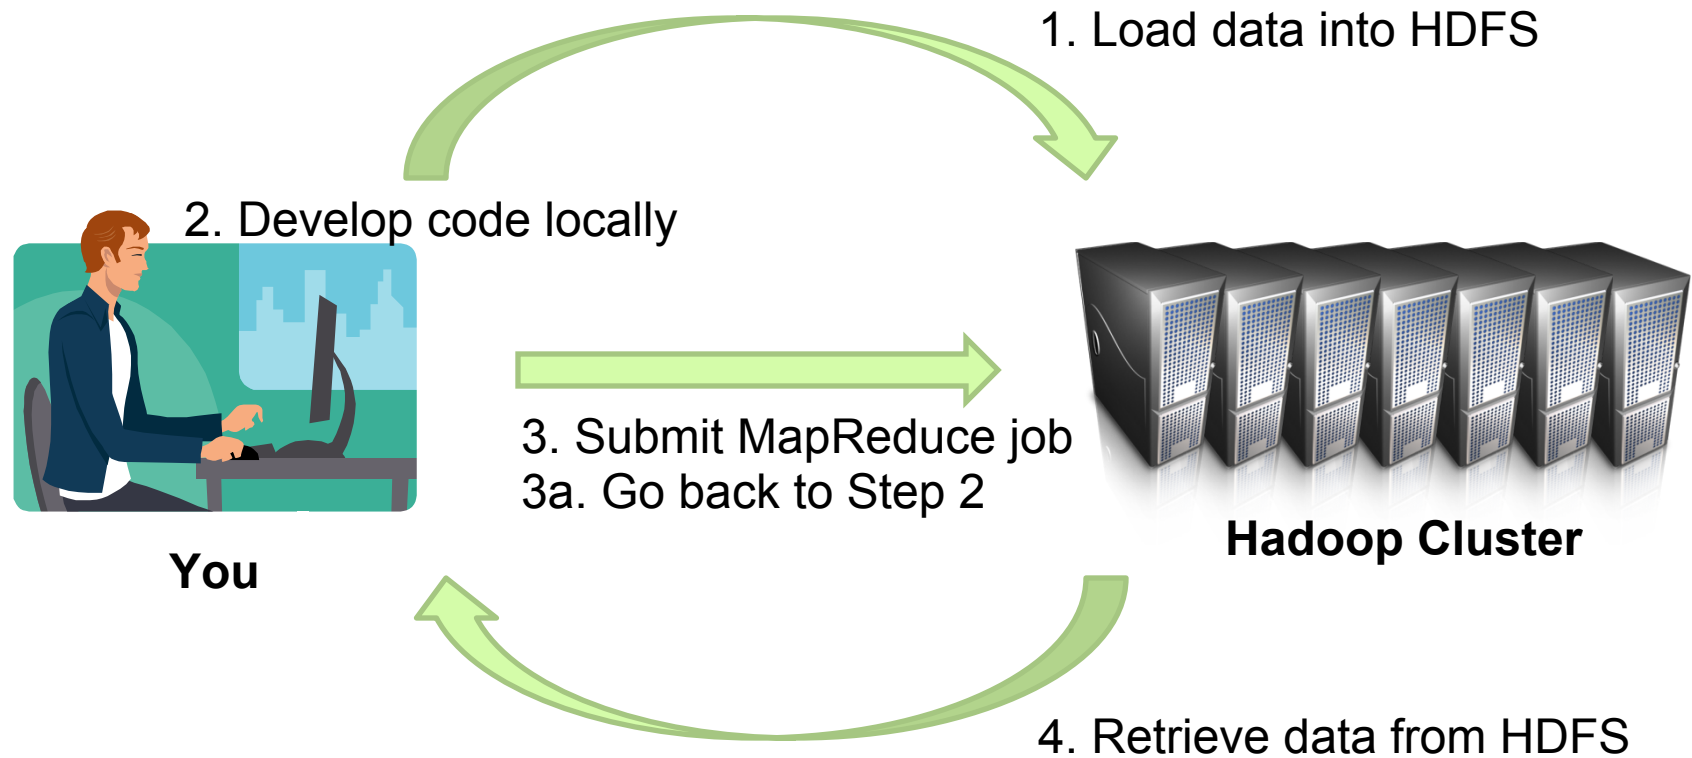 1. Load data into HDFS
2. Develop code locally
3. Submit MapReduce job
3a. Go back to Step 2
Hadoop Cluster
You
4. Retrieve data from HDFS